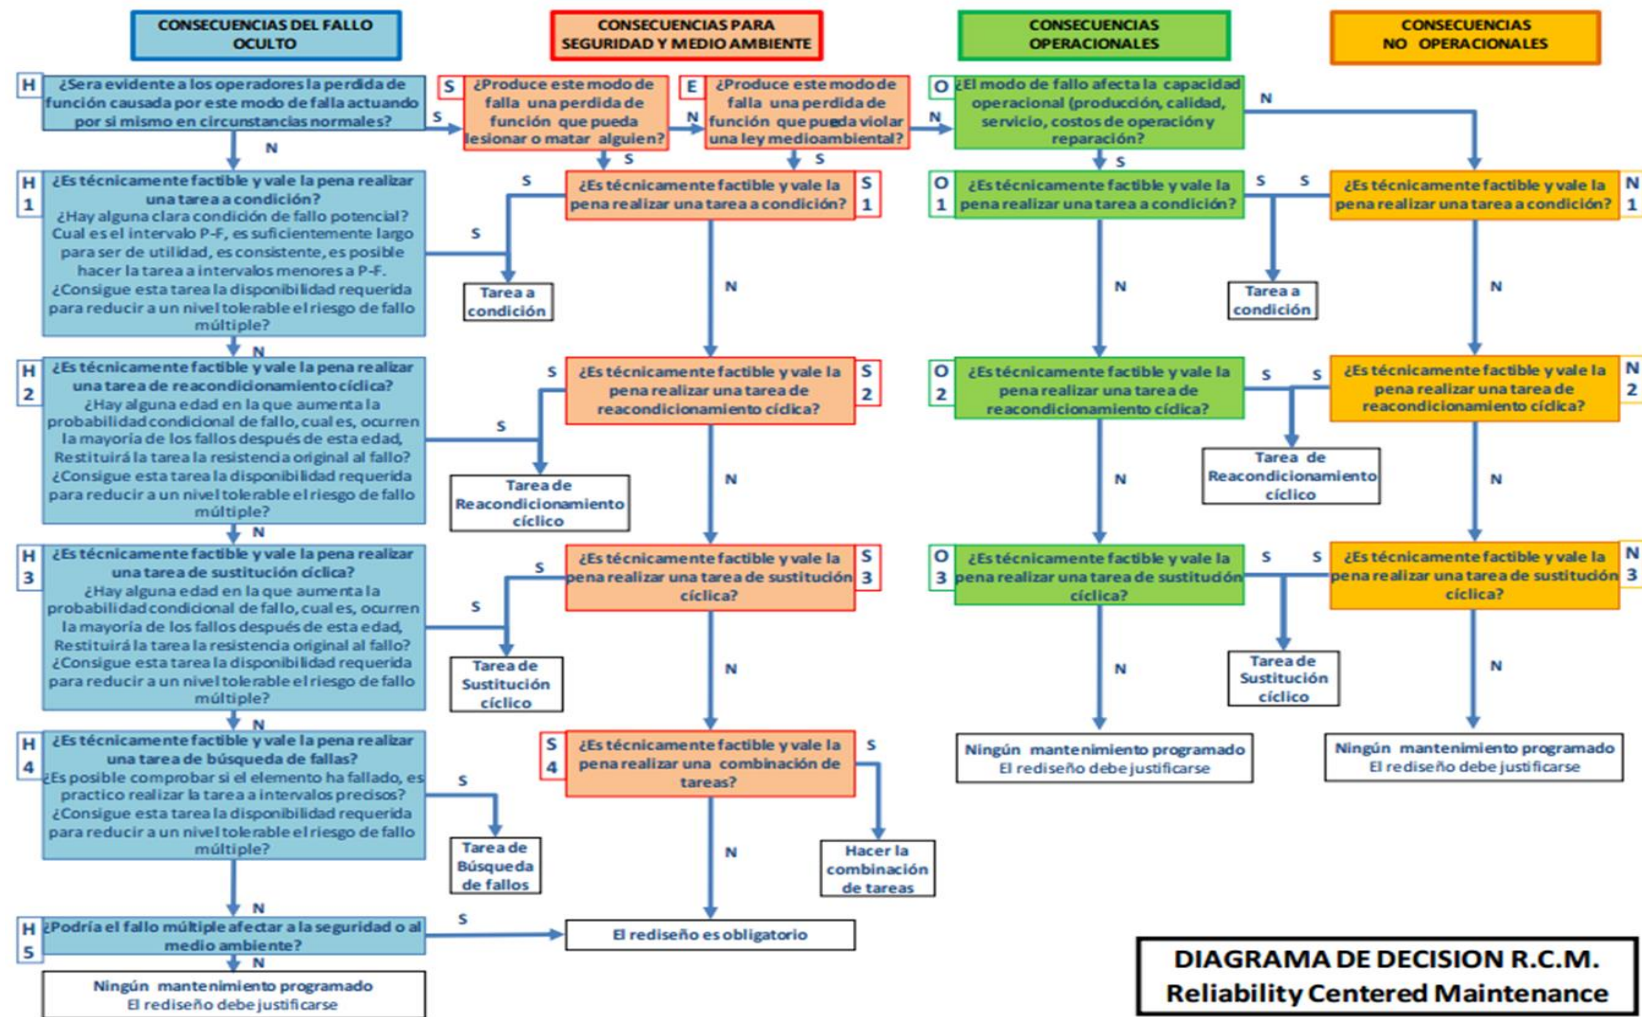 CONSECUENCIAS DEL FALLO
OCULTO
CONSECUENCIAS PARA
SEGURIDAD Y MEDIO AMBIENTE
CONSECUENCIAS
OPERACIONALES
CONSECUENCIAS
NO OPERACIONALES
H
¿Sera evidente a los operadores la perdida de
función causada por este modo de falla actuando
por si mismo en circunstancias normales?
S
N
S
¿Produce este modo de
falla una perdida de
función que pueda
lesionar o matar alguien?
N
S
E
¿Produce este modo de
falla una perdida de
función que pueda violar
una ley medioambiental?
N
S
O
¿El modo de fallo afecta la capacidad
operacional (producción, calidad,
servicio, costos de operación y
reparación?
N
S
H
1
¿Es técnicamente factible y vale la pena realizar
una tarea a condición?
¿Hay alguna clara condición de fallo potencial?
Cual es el intervalo P-F, es suficientemente largo
para ser de utilidad, es consistente, es posible
hacer la tarea a intervalos menores a P-F.
¿Consigue esta tarea la disponibilidad requerida
para reducir a un nivel tolerable el riesgo de fallo
múltiple?
S
N
S
¿Es técnicamente factible y vale la
pena realizar una tarea a condición?
S
1
N
Tarea a
condición
O
1
¿Es técnicamente factible y vale la
pena realizar una tarea a condición?
S
S
N
Tarea a
condición
¿Es técnicamente factible y vale la
pena realizar una tarea a condición?
N
1
N
H
2
¿Es técnicamente factible y vale la pena realizar
una tarea de reacondicionamiento cíclica?
¿Hay alguna edad en la que aumenta la
probabilidad condicional de fallo, cual es, ocurren
la mayoría de los fallos después de esta edad,
Restituirá la tarea la resistencia original al fallo?
¿Consigue esta tarea la disponibilidad requerida
para reducir a un nivel tolerable el riesgo de fallo
múltiple?
S
N
S
¿Es técnicamente factible y vale la
pena realizar una tarea de
reacondicionamiento cíclica?
S
2
N
Tarea de
Reacondicionamiento
cíclico
O
2
¿Es técnicamente factible y vale la
pena realizar una tarea de
reacondicionamiento cíclica?
S
S
N
Tarea de
Reacondicionamiento
cíclico
¿Es técnicamente factible y vale la
pena realizar una tarea de
reacondicionamiento cíclica?
N
2
N
H
3
¿Es técnicamente factible y vale la pena realizar
una tarea de sustitución cíclica?
¿Hay alguna edad en la que aumenta la
probabilidad condicional de fallo, cual es, ocurren
la mayoría de los fallos después de esta edad,
Restituirá la tarea la resistencia original al fallo?
¿Consigue esta tarea la disponibilidad requerida
para reducir a un nivel tolerable el riesgo de fallo
múltiple?
S
N
S
¿Es técnicamente factible y vale la
pena realizar una tarea de sustitución
cíclica?
S
3
N
Tarea de
Sustitución
cíclico
O
3
¿Es técnicamente factible y vale la
pena realizar una tarea de sustitución
cíclica?
S
S
N
Tarea de
Sustitución
cíclico
¿Es técnicamente factible y vale la
pena realizar una tarea de sustitución
cíclica?
N
3
N
H
4
¿Es técnicamente factible y vale la pena realizar
una tarea de búsqueda de fallas?
¿Es posible comprobar si el elemento ha fallado, es
practico realizar la tarea a intervalos precisos?
¿Consigue esta tarea la disponibilidad requerida
para reducir a un nivel tolerable el riesgo de fallo
múltiple?
S
N
Tarea de
Búsqueda
de fallos
S
4
¿Es técnicamente factible y vale la
pena realizar una combinación de
tareas?
S
N
Hacer la
combinación
de tareas
Ningún mantenimiento programado
El rediseño debe justificarse
Ningún mantenimiento programado
El rediseño debe justificarse
H
5
¿Podría el fallo múltiple afectar a la seguridad o al
medio ambiente?
S
N
El rediseño es obligatorio
Ningún mantenimiento programado
El rediseño debe justificarse
DIAGRAMA DE DECISION R.C.M.
Reliability Centered Maintenance